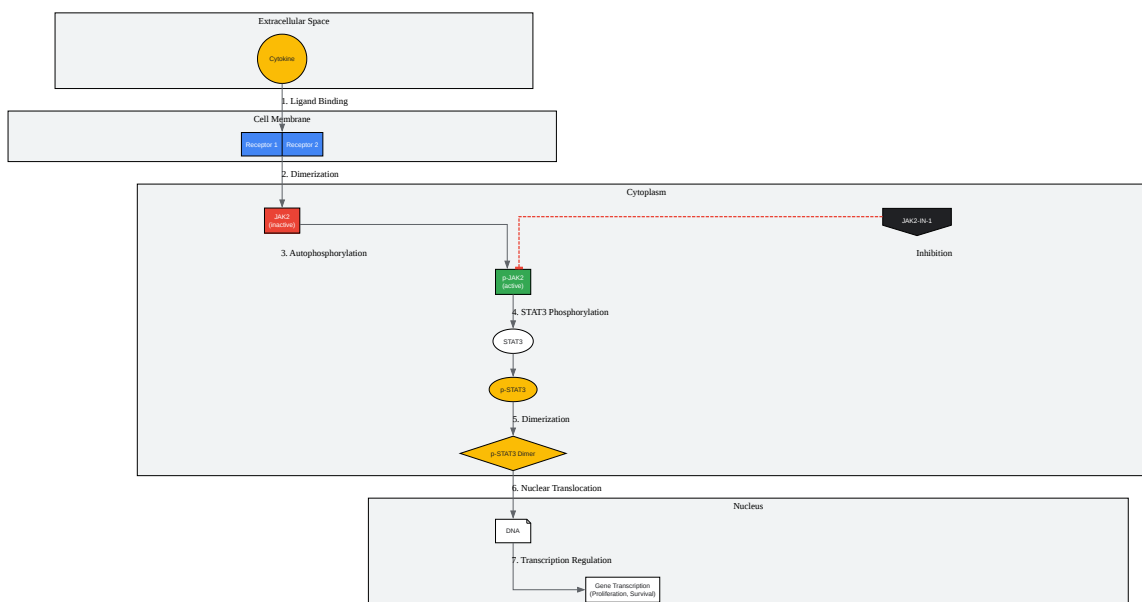 Extracellular Space
Cytokine
1. Ligand Binding
Cell Membrane
Receptor 1
Receptor 2
2. Dimerization
Cytoplasm
JAK2
(inactive)
JAK2-IN-1
3. Autophosphorylation
Inhibition
p-JAK2
(active)
4. STAT3 Phosphorylation
STAT3
p-STAT3
5. Dimerization
p-STAT3 Dimer
6. Nuclear Translocation
Nucleus
DNA
7. Transcription Regulation
Gene Transcription
(Proliferation, Survival)